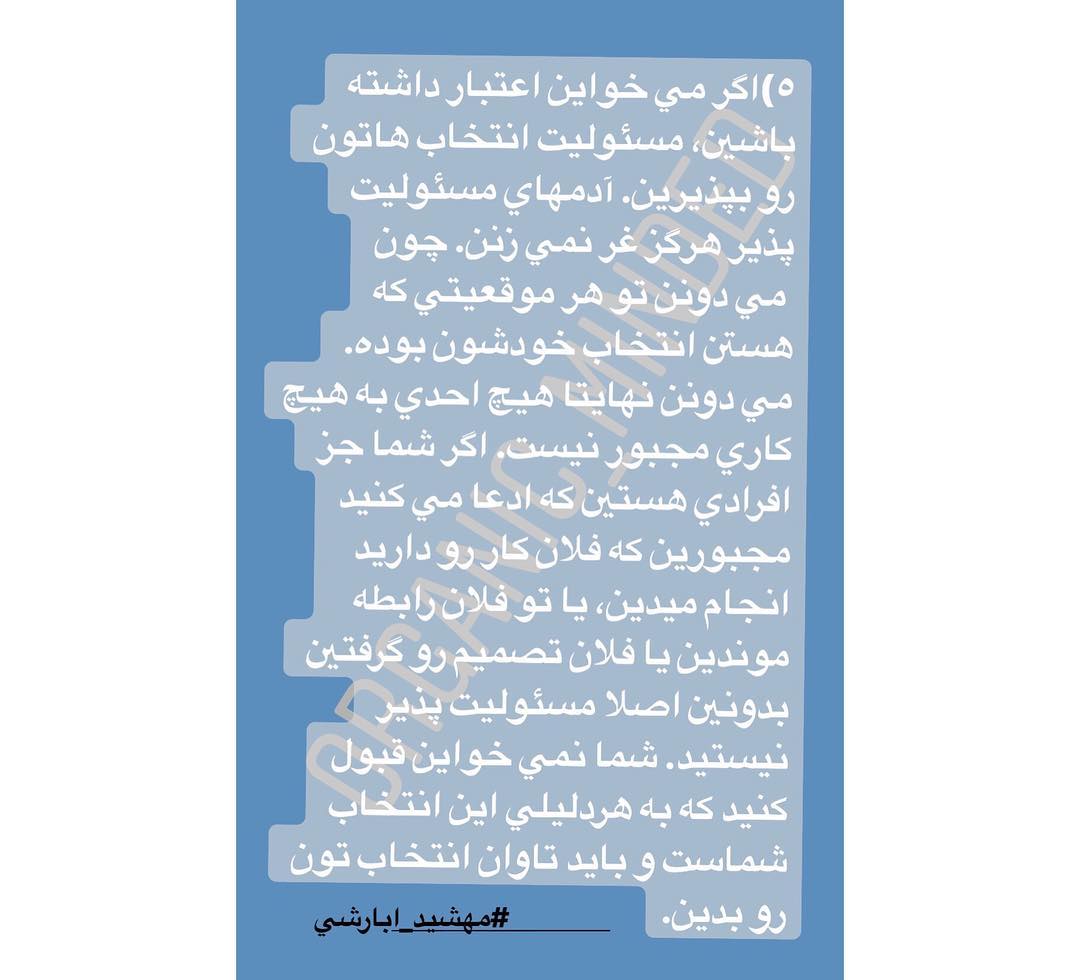 ۵)اگر مي خواين اعتبار داشته
باشين، مسئوليت انتخاب هاتون
رو بپذيرين. آدمهاي مسئوليت
پذير هرگز غر نمي زنن. چون
مي دونن تو هر موقعيتي كه
هستن انتخاب خودشون بوده.
مي دونن نهايتا هيچ احدي به هيچ
كاري مجبور نيست. اگر شما جز
افرادي هستين كه ادعا مي كنيد
مجبورين كه فلان كار رو داريد
انجام ميدين، يا تو فلان رابطه
موندين يا فلان تصميم رو گرفتين
بدونين اصلا مسئوليت پذير
نيستيد. شما نمي خواين قبول
كنيد كه به هردليلي اين انتخاب
شماست و بايد تاوان انتخاب تون
رو بدين.
#مهشيد_ابارشي
ORGANIC_MINDED